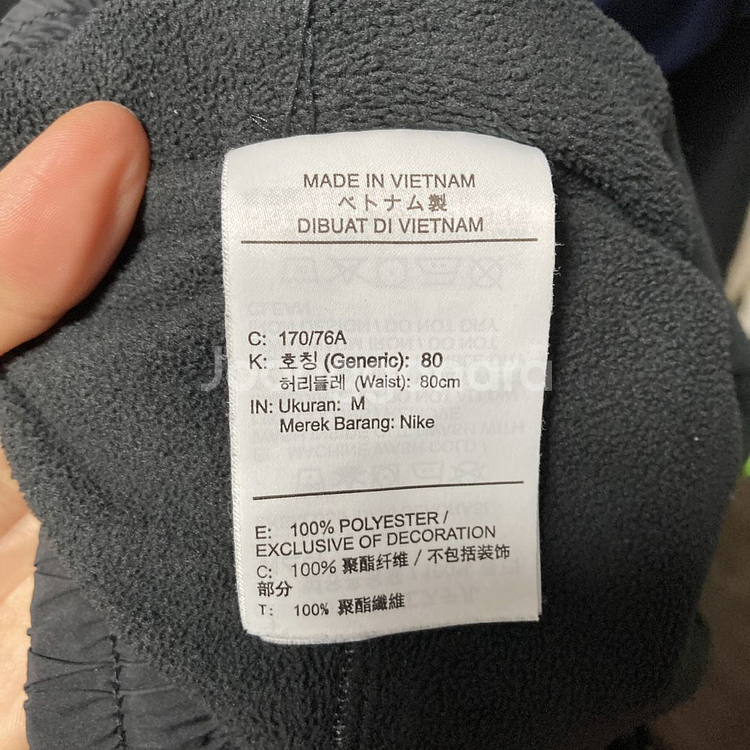 MADE IN VIETNAM
ベトナム製
DIBUAT DI VIETNAM
C: 170/76A
K: 호칭 (Generic): 80
허리둘레 (Waist): 80cm
IN: Ukuran: M
Merek Barang: Nike
E: 100% POLYESTER /
EXCLUSIVE OF DECORATION
C: 100% 聚酯纤维 / 不包括装饰
部分
T: 100% 聚酯纖維